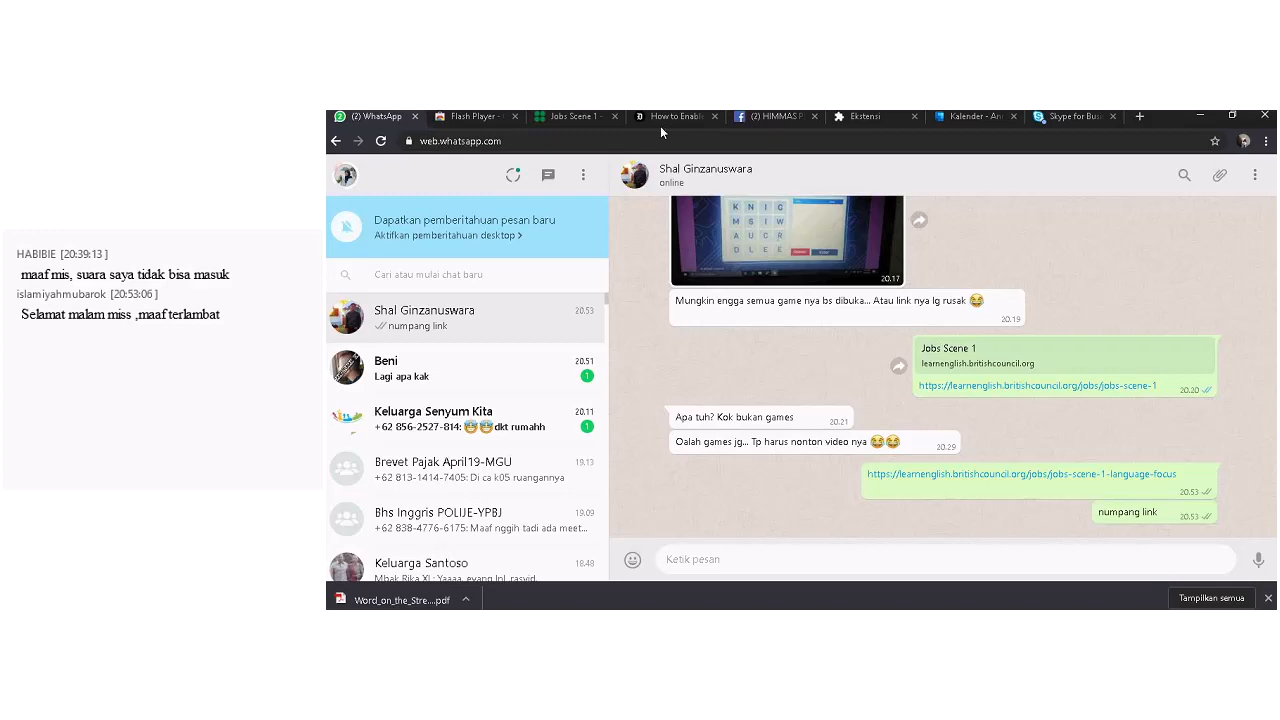 HABIBIE [20:39:13 ]
maaf mis, suara saya tidak bisa masuk
islamiyahmubarok [20:53:06 ]
Selamat malam miss ,maaf terlambat
(2) WhatsApp
Flash Player -
Jobs Scene 1 -
How to Enable
(2) HIMMAS P
Ekstensi
Kalender - Ann
Skype for Busi
web.whatsapp.com
Dapatkan pemberitahuan pesan baru
Aktifkan pemberitahuan desktop >
Cari atau mulai chat baru
Shal Ginzanuswara 20.53
numpang link
Beni 20.51
Lagi apa kak 1
Keluarga Senyum Kita 20.11
+62 856-2527-814: 😇😇dkt rumahh 1
Brevet Pajak April19-MGU 19.13
+62 813-1414-7405: Di ca k05 ruangannya
Bhs Inggris POLIJE-YPBJ 19.09
+62 838-4776-6175: Maaf nggih tadi ada meet...
Keluarga Santoso 18.48
Mbak Rika XL: Yaaaa, eyang Inl ,rasyid,
Shal Ginzanuswara
online
K N I G
M S I W
A U C R
D L E E
20.17
Mungkin engga semua game nya bs dibuka... Atau link nya lg rusak 😂
20.19
Jobs Scene 1
learnenglish.britishcouncil.org
https://learnenglish.britishcouncil.org/jobs/jobs-scene-1 20.20
Apa tuh? Kok bukan games 20.21
Oalah games jg... Tp harus nonton video nya 😂😂 20.29
https://learnenglish.britishcouncil.org/jobs/jobs-scene-1-language-focus
20.53
numpang link 20.53
Ketik pesan
Word_on_the_Stre....pdf
Tampilkan semua